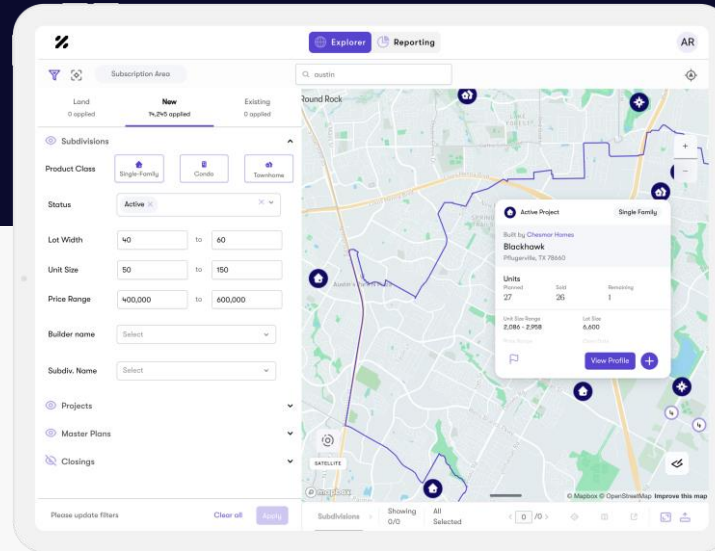 Explorer
Reporting
AR
Subscription Area
austin
Land
0 applied
New
74,245 applied
Existing
0 applied
Subdivisions
Product Class
Single-Family
Condo
Townhome
Status
Active
Lot Width
40 to 60
Unit Size
50 to 150
Price Range
400,000 to 600,000
Builder name
Select
Subdiv. Name
Select
Projects
Master Plans
Closings
Please update filters
Clear all
Apply
Round Rock
Active Project
Single Family
Built by Chesmar Homes
Blackhawk
Pflugerville, TX 78660
Units
Planned
27
Sold
26
Remaining
1
Unit Size Range
2,086 - 2,958
Lot Size
6,600
View Profile
SATELLITE
mapbox
© Mapbox © OpenStreetMap Improve this map
Subdivisions
Showing
0/0
All
Selected
0 /0